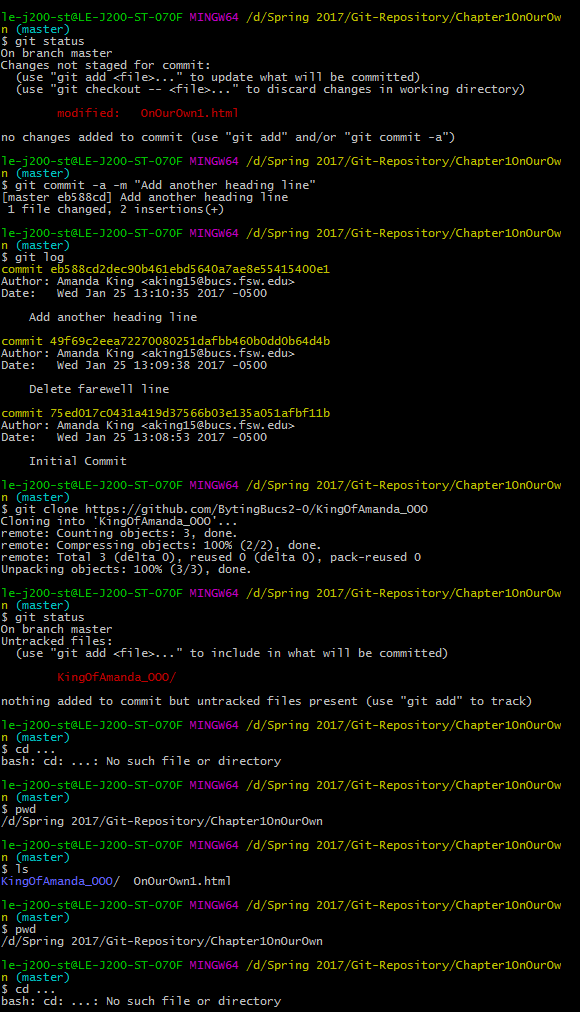 le-j200-st@LE-J200-ST-070F MINGW64 /d/Spring 2017/Git-Repository/Chapter1OnOurOw
n (master)
$ git status
On branch master
Changes not staged for commit:
  (use "git add <file>..." to update what will be committed)
  (use "git checkout -- <file>..." to discard changes in working directory)
        modified:   OnOurOwn1.html
no changes added to commit (use "git add" and/or "git commit -a")
le-j200-st@LE-J200-ST-070F MINGW64 /d/Spring 2017/Git-Repository/Chapter1OnOurOw
n (master)
$ git commit -a -m "Add another heading line"
[master eb588cd] Add another heading line
 1 file changed, 2 insertions(+)
le-j200-st@LE-J200-ST-070F MINGW64 /d/Spring 2017/Git-Repository/Chapter1OnOurOw
n (master)
$ git log
commit eb588cd2dec90b461ebd5640a7ae8e55415400e1
Author: Amanda King <aking15@bucs.fsw.edu>
Date:   Wed Jan 25 13:10:35 2017 -0500
    Add another heading line
commit 49f69c2eea72270080251dafbb460b0dd0b64d4b
Author: Amanda King <aking15@bucs.fsw.edu>
Date:   Wed Jan 25 13:09:38 2017 -0500
    Delete farewell line
commit 75ed017c0431a419d37566b03e135a051afbf11b
Author: Amanda King <aking15@bucs.fsw.edu>
Date:   Wed Jan 25 13:08:53 2017 -0500
    Initial Commit
le-j200-st@LE-J200-ST-070F MINGW64 /d/Spring 2017/Git-Repository/Chapter1OnOurOw
n (master)
$ git clone https://github.com/BytingBucs2-0/KingOfAmanda_OOO
Cloning into 'KingOfAmanda_OOO'...
remote: Counting objects: 3, done.
remote: Compressing objects: 100% (2/2), done.
remote: Total 3 (delta 0), reused 0 (delta 0), pack-reused 0
Unpacking objects: 100% (3/3), done.
le-j200-st@LE-J200-ST-070F MINGW64 /d/Spring 2017/Git-Repository/Chapter1OnOurOw
n (master)
$ git status
On branch master
Untracked files:
  (use "git add <file>..." to include in what will be committed)
        KingOfAmanda_OOO/
nothing added to commit but untracked files present (use "git add" to track)
le-j200-st@LE-J200-ST-070F MINGW64 /d/Spring 2017/Git-Repository/Chapter1OnOurOw
n (master)
$ cd ...
bash: cd: ...: No such file or directory
le-j200-st@LE-J200-ST-070F MINGW64 /d/Spring 2017/Git-Repository/Chapter1OnOurOw
n (master)
$ pwd
/d/Spring 2017/Git-Repository/Chapter1OnOurOwn
le-j200-st@LE-J200-ST-070F MINGW64 /d/Spring 2017/Git-Repository/Chapter1OnOurOw
n (master)
$ ls
KingOfAmanda_OOO/  OnOurOwn1.html
le-j200-st@LE-J200-ST-070F MINGW64 /d/Spring 2017/Git-Repository/Chapter1OnOurOw
n (master)
$ pwd
/d/Spring 2017/Git-Repository/Chapter1OnOurOwn
le-j200-st@LE-J200-ST-070F MINGW64 /d/Spring 2017/Git-Repository/Chapter1OnOurOw
n (master)
$ cd ...
bash: cd: ...: No such file or directory